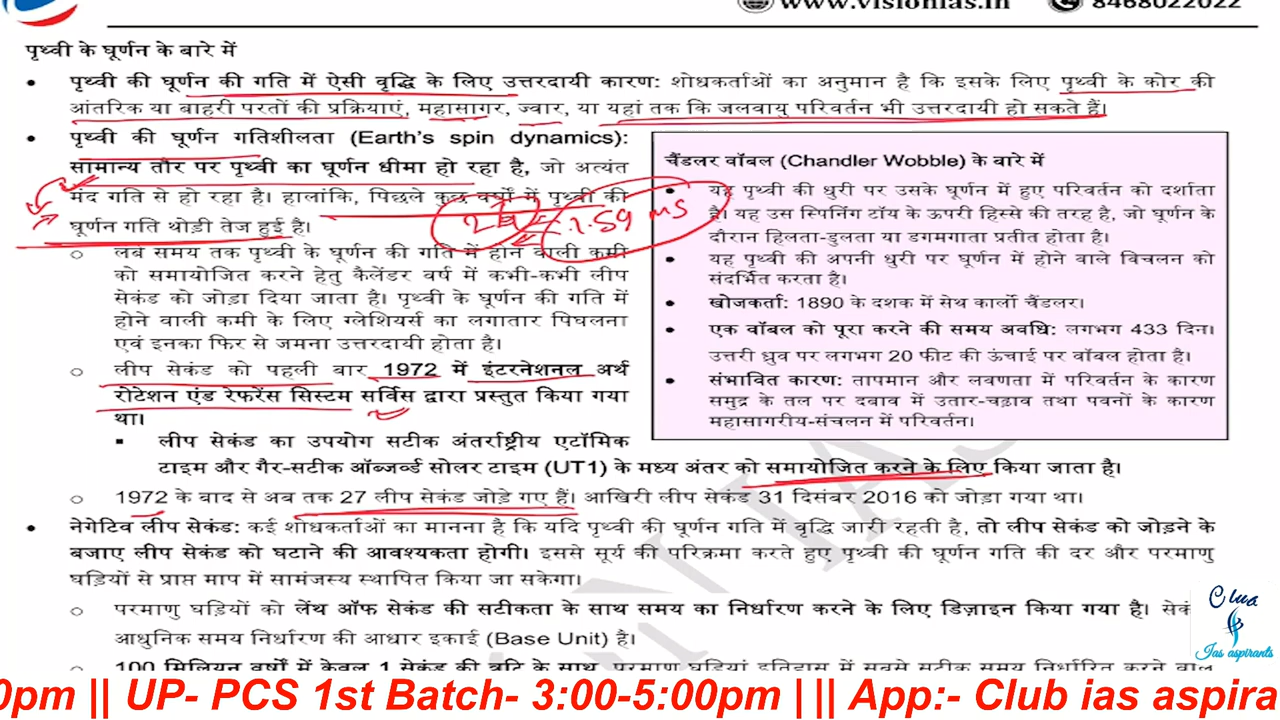 www.visionias.in 8468022022
पृथ्वी के घूर्णन के बारे में
• पृथ्वी की घूर्णन की गति में ऐसी वृद्धि के लिए उत्तरदायी कारण: शोधकर्ताओं का अनुमान है कि इसके लिए पृथ्वी के कोर की
आंतरिक या बाहरी परतों की प्रक्रियाएं, महासागर, ज्वार, या यहां तक कि जलवायु परिवर्तन भी उत्तरदायी हो सकते हैं।
• पृथ्वी की घूर्णन गतिशीलता (Earth's spin dynamics):
सामान्य तौर पर पृथ्वी का घूर्णन धीमा हो रहा है, जो अत्यंत
मंद गति से हो रहा है। हालांकि, पिछले कुछ वर्षों में पृथ्वी की
घूर्णन गति थोड़ी तेज हुई है।
1.59 ms
○ लंबे समय तक पृथ्वी के घूर्णन की गति में होने वाली कमी
को समायोजित करने हेतु कैलेंडर वर्ष में कभी-कभी लीप
सेकंड को जोड़ा दिया जाता है। पृथ्वी के घूर्णन की गति में
होने वाली कमी के लिए ग्लेशियर्स का लगातार पिघलना
एवं इनका फिर से जमना उत्तरदायी होता है।
○ लीप सेकंड को पहली बार 1972 में इंटरनेशनल अर्थ
रोटेशन एंड रेफरेंस सिस्टम सर्विस द्वारा प्रस्तुत किया गया
था।
▪ लीप सेकंड का उपयोग सटीक अंतर्राष्ट्रीय एटॉमिक
टाइम और गैर-सटीक ऑब्जर्व्ड सोलर टाइम (UT1) के मध्य अंतर को समायोजित करने के लिए किया जाता है।
○ 1972 के बाद से अब तक 27 लीप सेकंड जोड़े गए हैं। आखिरी लीप सेकंड 31 दिसंबर 2016 को जोड़ा गया था।
चैंडलर वॉबल (Chandler Wobble) के बारे में
• यह पृथ्वी की धुरी पर उसके घूर्णन में हुए परिवर्तन को दर्शाता
है। यह उस स्पिनिंग टॉय के ऊपरी हिस्से की तरह है, जो घूर्णन के
दौरान हिलता-डुलता या डगमगाता प्रतीत होता है।
• यह पृथ्वी की अपनी धुरी पर घूर्णन में होने वाले विचलन को
संदर्भित करता है।
• खोजकर्ता: 1890 के दशक में सेथ कार्लो चैंडलर।
• एक वॉबल को पूरा करने की समय अवधि: लगभग 433 दिन।
उत्तरी ध्रुव पर लगभग 20 फीट की ऊंचाई पर वॉबल होता है।
• संभावित कारण: तापमान और लवणता में परिवर्तन के कारण
समुद्र के तल पर दबाव में उतार-चढ़ाव तथा पवनों के कारण
महासागरीय-संचलन में परिवर्तन।
• नेगेटिव लीप सेकंड: कई शोधकर्ताओं का मानना है कि यदि पृथ्वी की घूर्णन गति में वृद्धि जारी रहती है, तो लीप सेकंड को जोड़ने के
बजाए लीप सेकंड को घटाने की आवश्यकता होगी। इससे सूर्य की परिक्रमा करते हुए पृथ्वी की घूर्णन गति की दर और परमाणु
घड़ियों से प्राप्त माप में सामंजस्य स्थापित किया जा सकेगा।
○ परमाणु घड़ियों को लेंथ ऑफ सेकंड की सटीकता के साथ समय का निर्धारण करने के लिए डिज़ाइन किया गया है।
आधुनिक समय निर्धारण की आधार इकाई (Base Unit) है।
○ 100 मिलियन वर्षों में केवल 1 सेकंड की त्रुटि के साथ, परमाणु घड़ियां इतिहास में सबसे सटीक समय निर्धारित करने वाल
Club
Ias aspirants
0pm || UP- PCS 1st Batch- 3:00-5:00pm | || App:- Club ias aspira